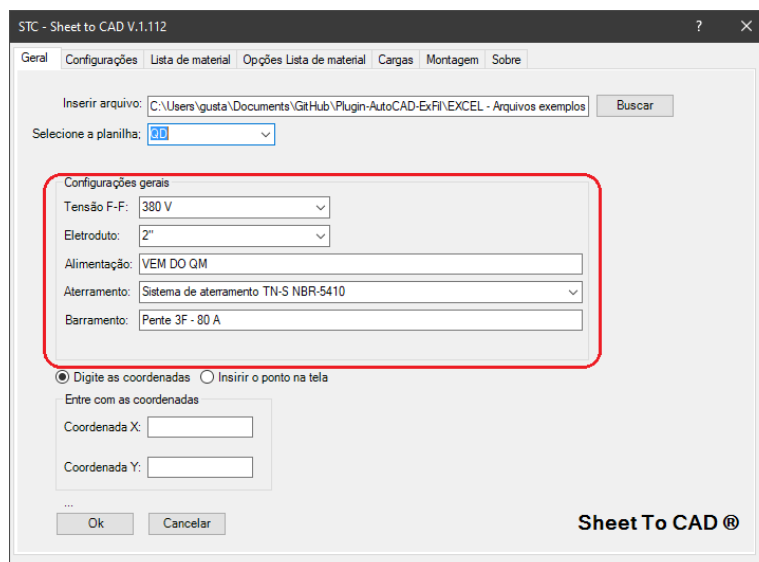 STC - Sheet to CAD V.1.112 ? X
Geral Configurações Lista de material Opções Lista de material Cargas Montagem Sobre
Inserir arquivo: C:\Users\gusta\Documents\GitHub\Plugin-AutoCAD-ExFil\EXCEL - Arquivos exemplos Buscar
Selecione a planilha; QD
Configurações gerais
Tensão F-F: 380 V
Eletroduto: 2"
Alimentação: VEM DO QM
Aterramento: Sistema de aterramento TN-S NBR-5410
Barramento: Pente 3F - 80 A
Digite as coordenadas Insirir o ponto na tela
Entre com as coordenadas
Coordenada X:
Coordenada Y:
...
Ok Cancelar Sheet To CAD ®